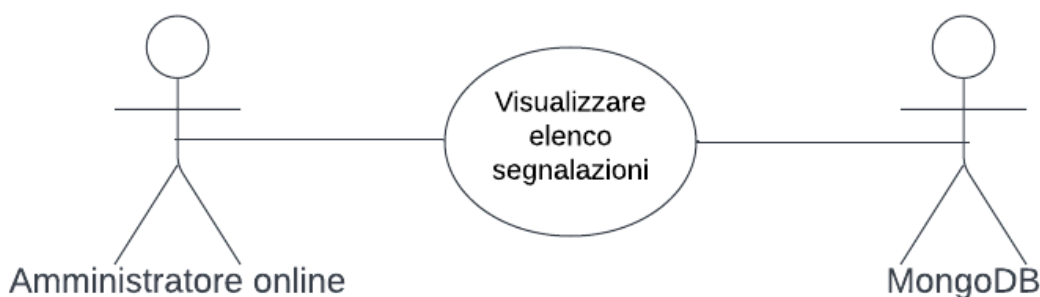 Visualizzare
elenco
segnalazioni
Amministratore online
MongoDB